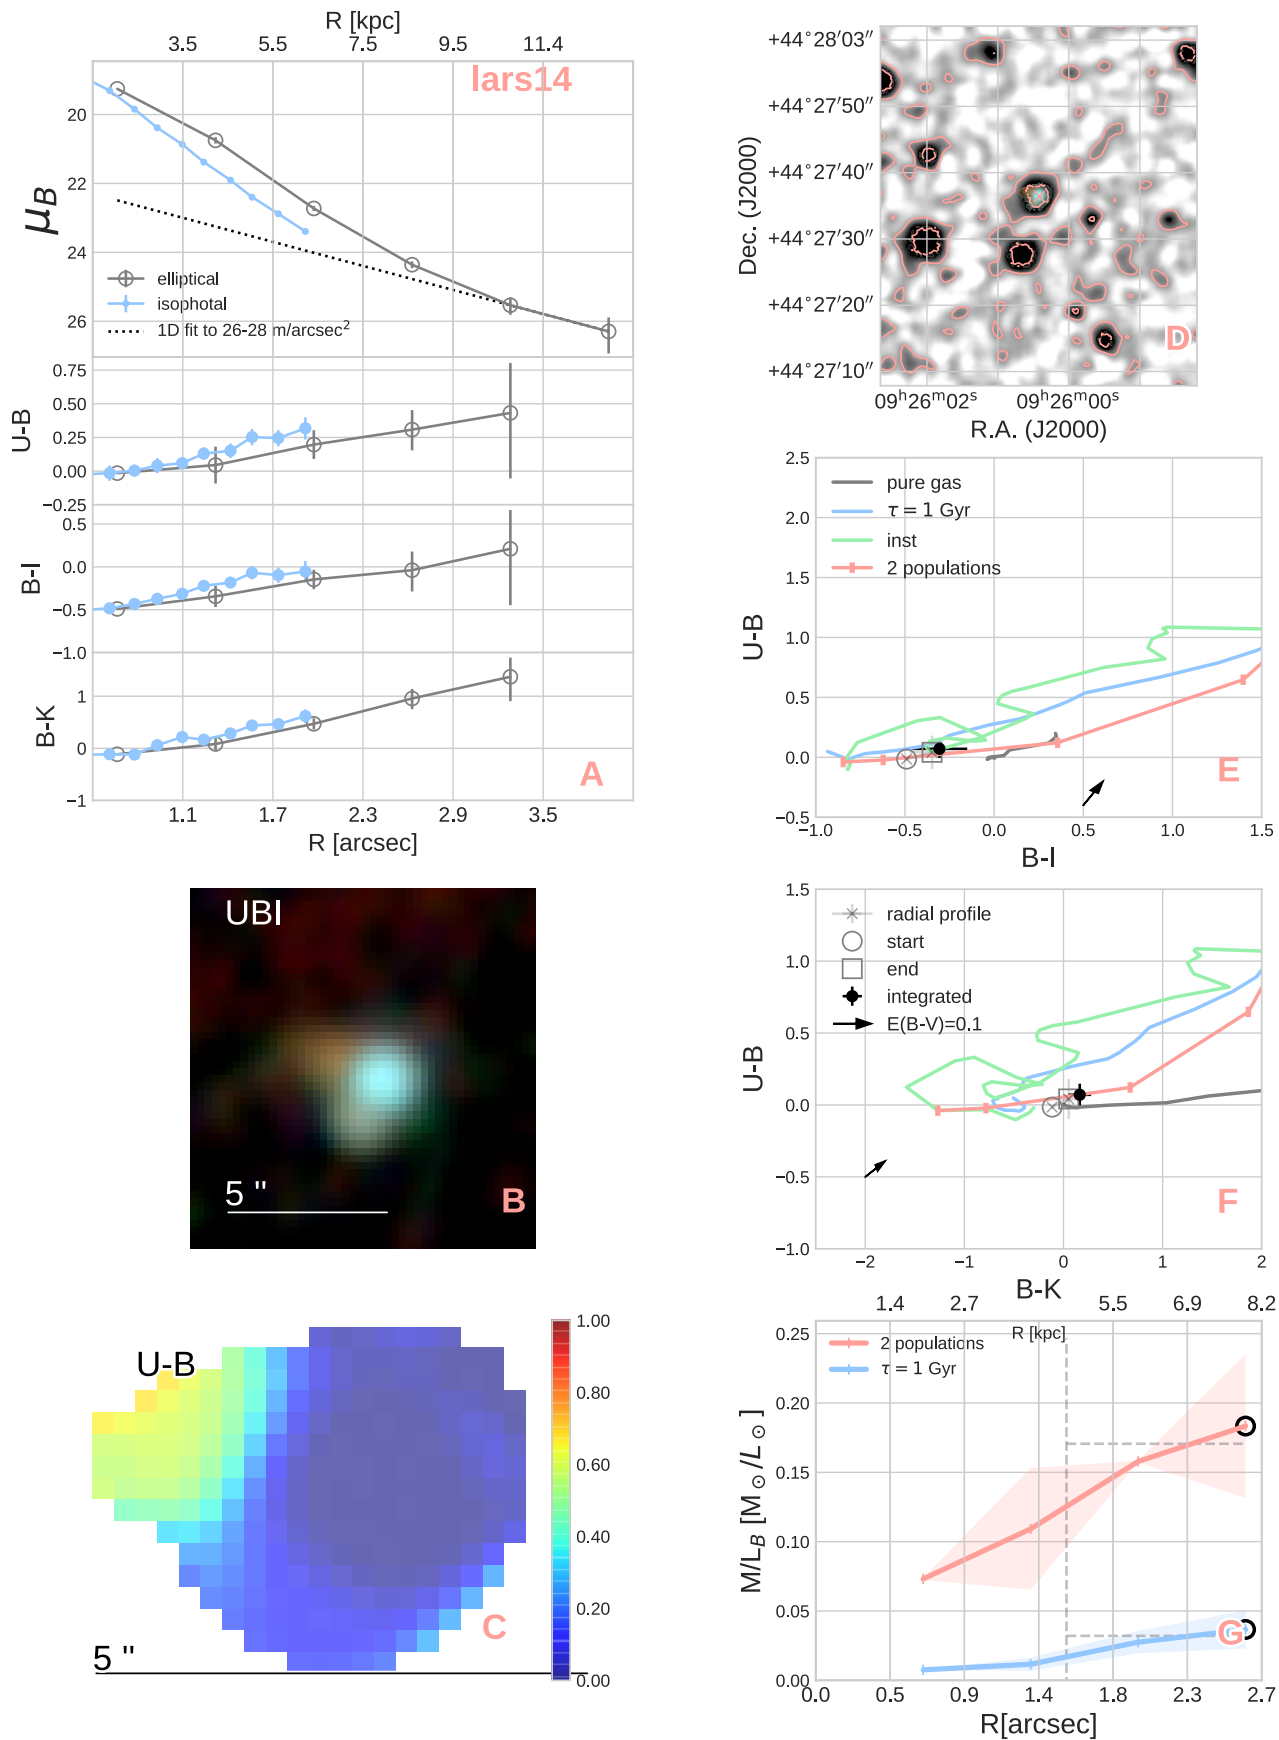 R [kpc]
3.5 5.5 7.5 9.5 11.4
lars14
20
22
24
26
μB
elliptical
isophotal
1D fit to 26-28 m/arcsec²
0.75
0.50
0.25
0.00
−0.25
U-B
0.5
0.0
−0.5
−1.0
B-I
1
0
−1
B-K
A
1.1 1.7 2.3 2.9 3.5
R [arcsec]
UBI
5 "
B
U-B
5 "
C
1.00
0.80
0.60
0.40
0.20
0.00
+44°28′03″
+44°27′50″
+44°27′40″
+44°27′30″
+44°27′20″
+44°27′10″
Dec. (J2000)
D
09ʰ26ᵐ02ˢ 09ʰ26ᵐ00ˢ
R.A. (J2000)
2.5
2.0
1.5
1.0
0.5
0.0
−0.5
U-B
pure gas
τ = 1 Gyr
inst
2 populations
E
−1.0 −0.5 0.0 0.5 1.0 1.5
B-I
1.5
1.0
0.5
0.0
−0.5
−1.0
U-B
radial profile
start
end
integrated
E(B-V)=0.1
F
−2 −1 0 1 2
B-K
1.4 2.7 5.5 6.9 8.2
R [kpc]
0.25
0.20
0.15
0.10
0.05
0.00
M/LB [M⊙/L⊙]
2 populations
τ = 1 Gyr
G
0.0 0.5 0.9 1.4 1.8 2.3 2.7
R[arcsec]